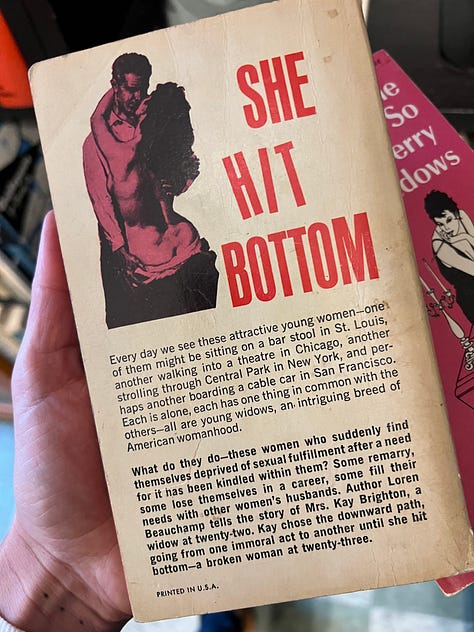 SHE
HIT
BOTTOM
Every day we see these attractive young women—one
of them might be sitting on a bar stool in St. Louis,
another walking into a theatre in Chicago, another
strolling through Central Park in New York, and per-
haps another boarding a cable car in San Francisco.
Each is alone, each has one thing in common with the
others—all are young widows, an intriguing breed of
American womanhood.
What do they do—these women who suddenly find
themselves deprived of sexual fulfillment after a need
for it has been kindled within them? Some remarry,
some lose themselves in a career, some fill their
needs with other women's husbands. Author Loren
Beauchamp tells the story of Mrs. Kay Brighton, a
widow at twenty-two. Kay chose the downward path,
going from one immoral act to another until she hit
bottom—a broken woman at twenty-three.
PRINTED IN U.S.A.
So